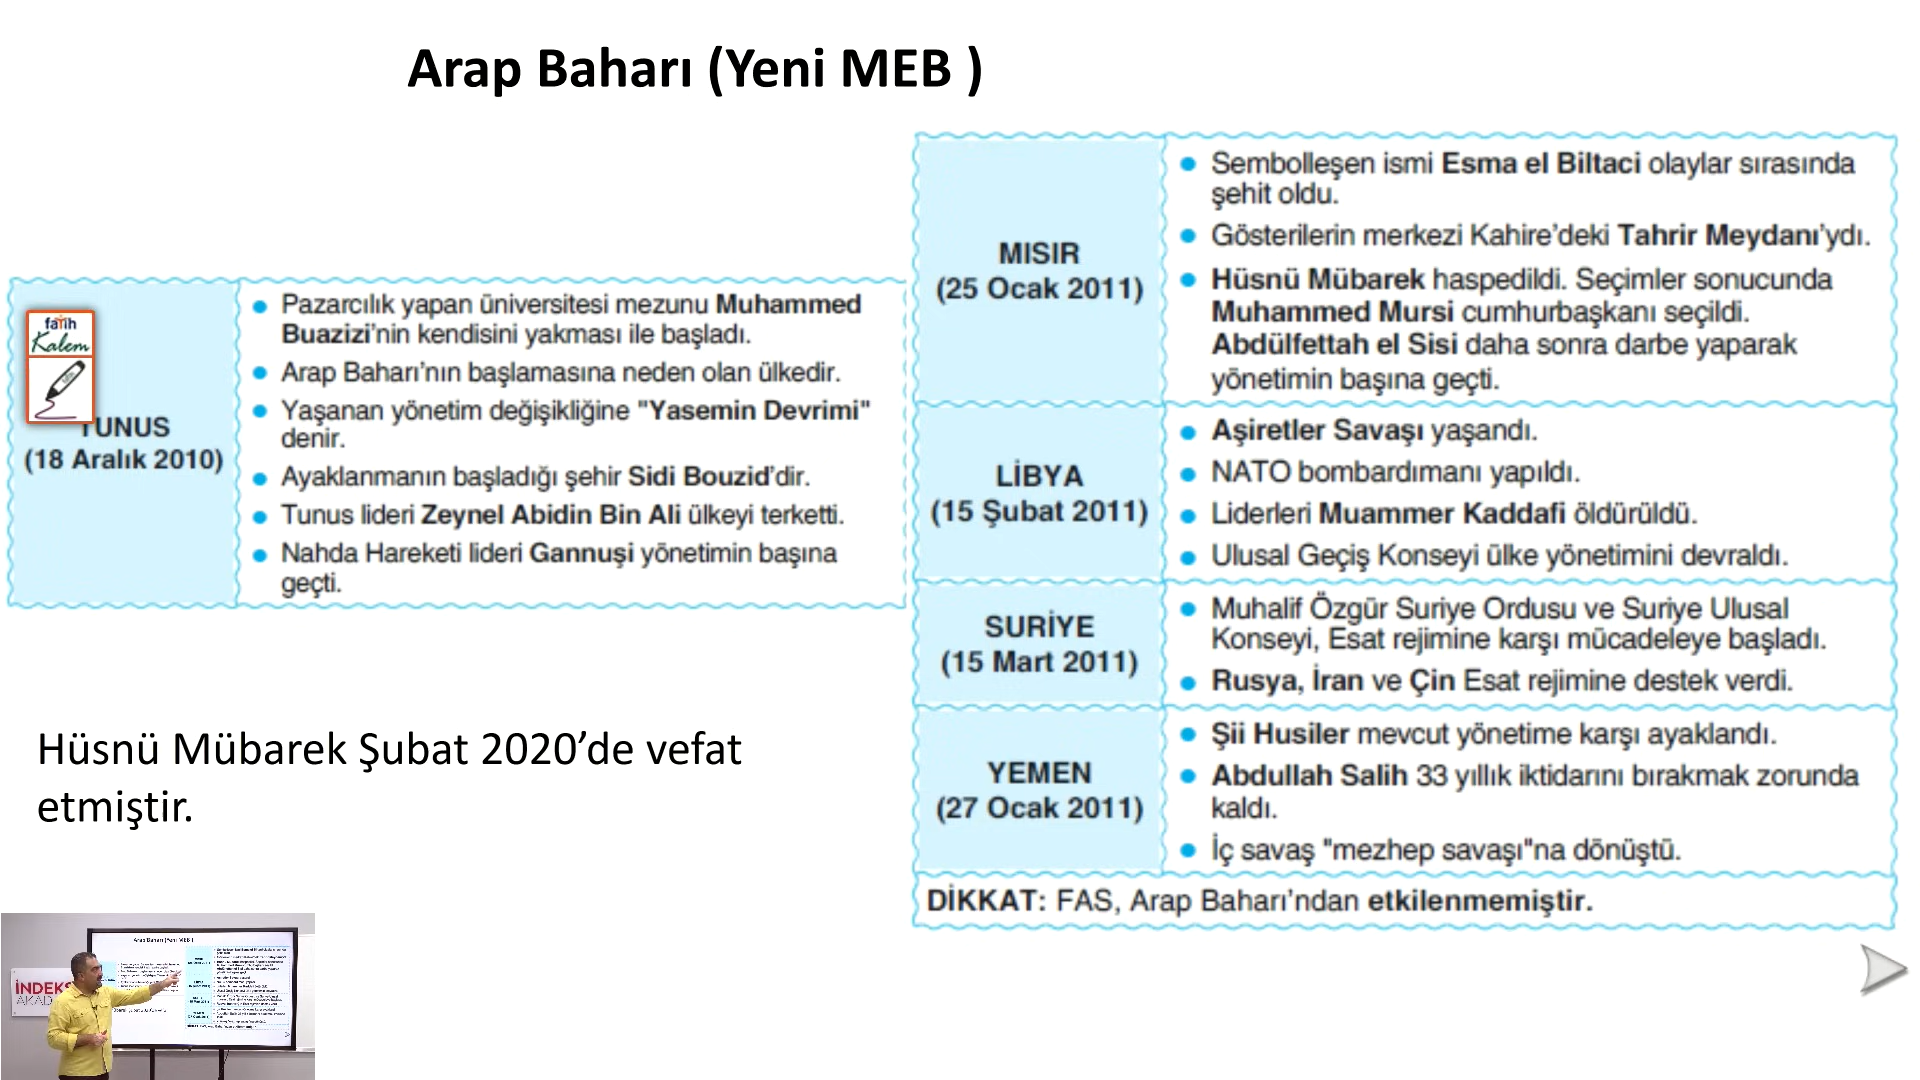 Arap Baharı (Yeni MEB )
fatih
Kalem
TUNUS
(18 Aralık 2010)
● Pazarcılık yapan üniversitesi mezunu Muhammed
Buazizi’nin kendisini yakması ile başladı.
● Arap Baharı’nın başlamasına neden olan ülkedir.
● Yaşanan yönetim değişikliğine "Yasemin Devrimi"
denir.
● Ayaklanmanın başladığı şehir Sidi Bouzid’dir.
● Tunus lideri Zeynel Abidin Bin Ali ülkeyi terketti.
● Nahda Hareketi lideri Gannuşi yönetimin başına
geçti.
Hüsnü Mübarek Şubat 2020’de vefat
etmiştir.
MISIR
(25 Ocak 2011)
● Sembolleşen ismi Esma el Biltaci olaylar sırasında
şehit oldu.
● Gösterilerin merkezi Kahire’deki Tahrir Meydanı’ydı.
● Hüsnü Mübarek haspedildi. Seçimler sonucunda
Muhammed Mursi cumhurbaşkanı seçildi.
Abdülfettah el Sisi daha sonra darbe yaparak
yönetimin başına geçti.
LİBYA
(15 Şubat 2011)
● Aşiretler Savaşı yaşandı.
● NATO bombardımanı yapıldı.
● Liderleri Muammer Kaddafi öldürüldü.
● Ulusal Geçiş Konseyi ülke yönetimini devraldı.
SURİYE
(15 Mart 2011)
● Muhalif Özgür Suriye Ordusu ve Suriye Ulusal
Konseyi, Esat rejimine karşı mücadeleye başladı.
● Rusya, İran ve Çin Esat rejimine destek verdi.
YEMEN
(27 Ocak 2011)
● Şii Husiler mevcut yönetime karşı ayaklandı.
● Abdullah Salih 33 yıllık iktidarını bırakmak zorunda
kaldı.
● İç savaş "mezhep savaşı"na dönüştü.
DİKKAT: FAS, Arap Baharı’ndan etkilenmemiştir.
Arap Baharı (Yeni MEB )
İNDEKS
AKAD